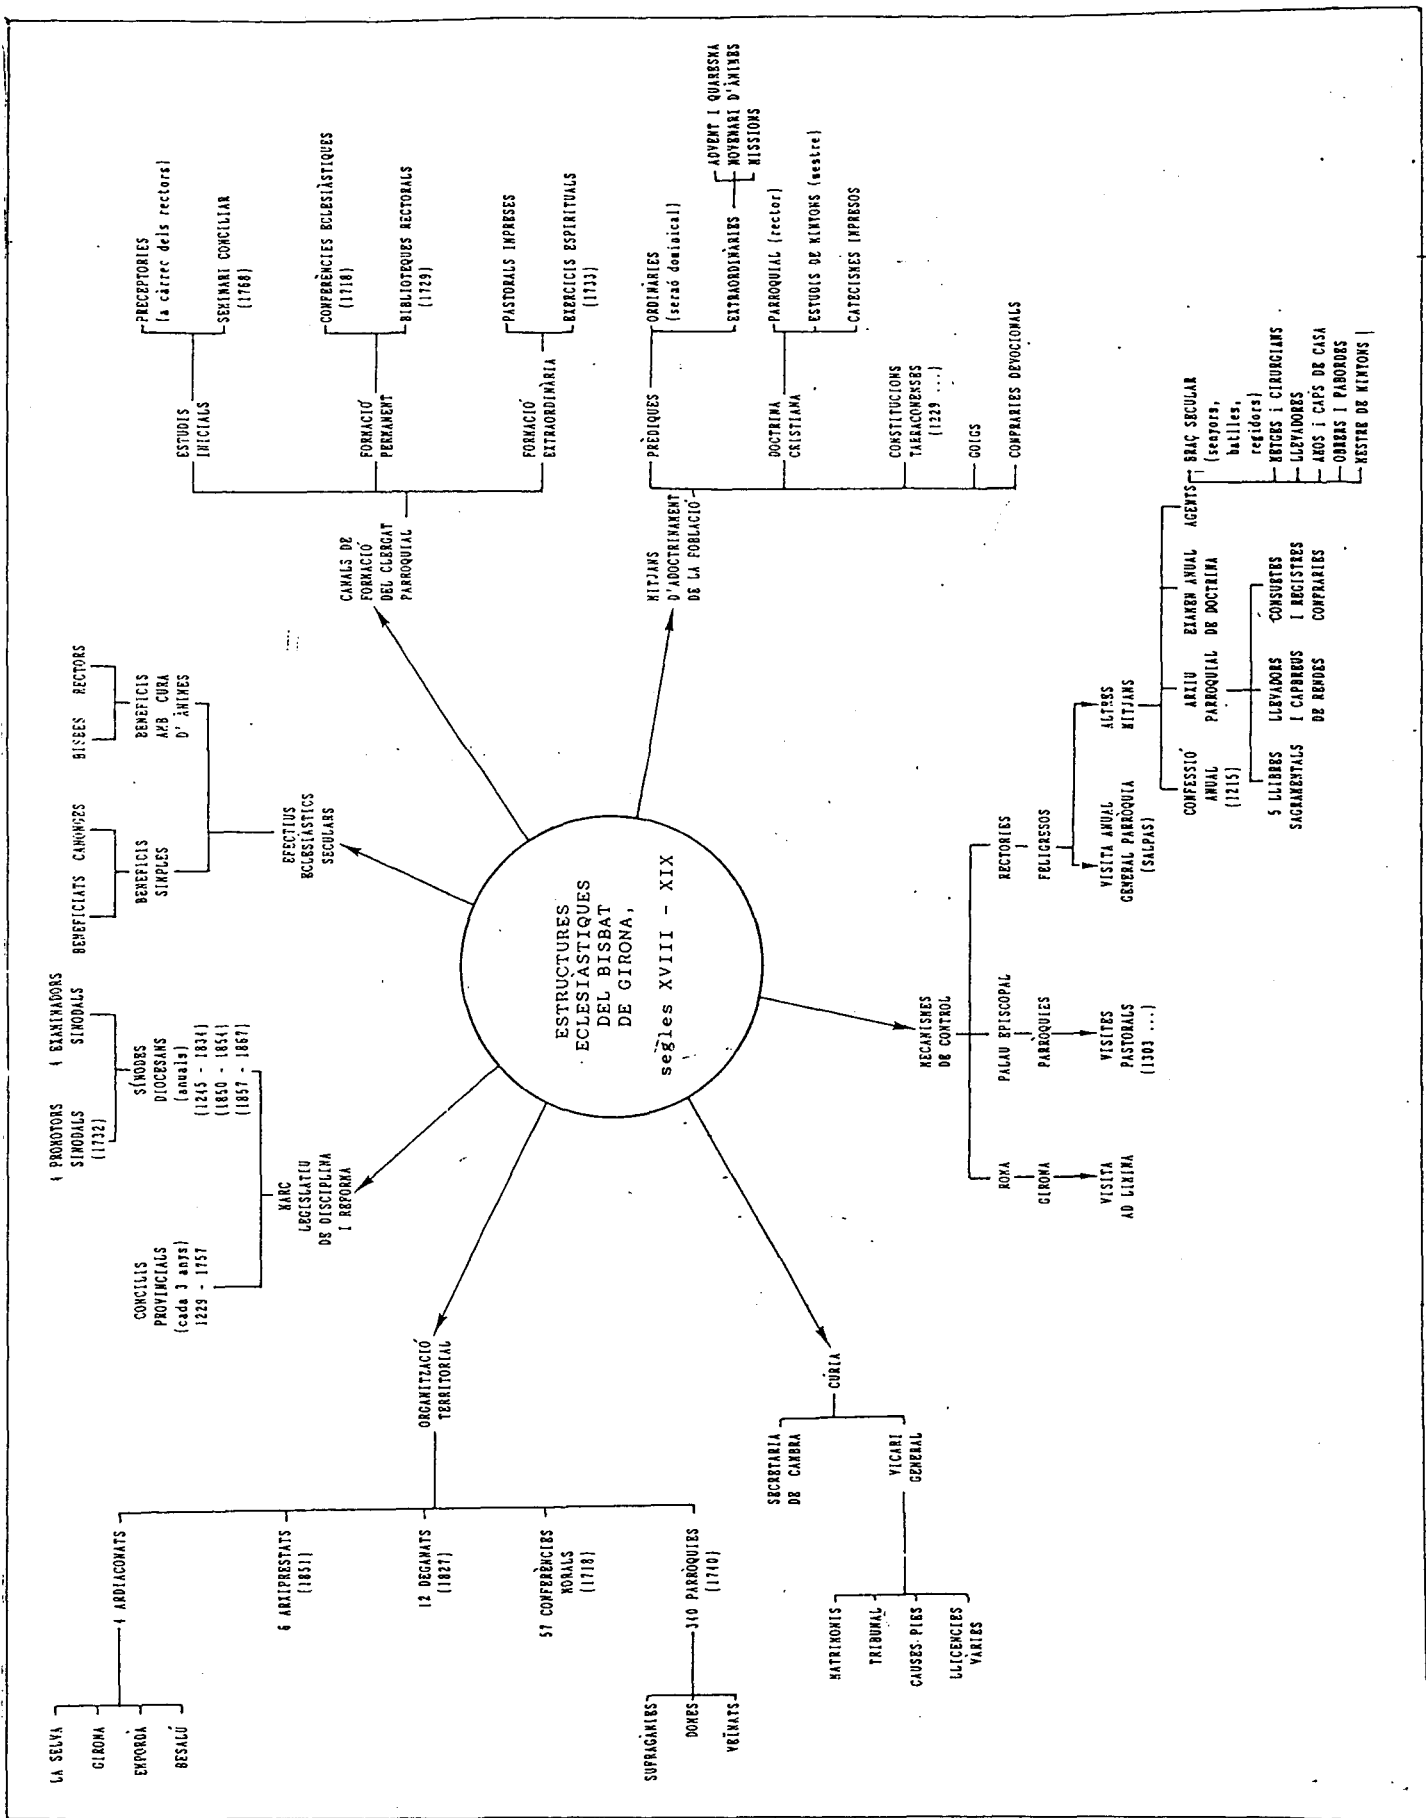 ESTRUCTURES
ECLESIÀSTIQUES
DEL BISBAT
DE GIRONA,
segles XVIII - XIX
ORGANITZACIÓ
TERRITORIAL
4 ARDIACONATS
LA SELVA
GIRONA
EMPORDÀ
BESALÚ
6 ARXIPRESTATS
(1851)
12 DEGANATS
(1827)
57 CONFERÈNCIES
MORALS
(1718)
340 PARRÒQUIES
(1740)
SUFRAGÀNIES
DOMES
VEÏNATS
MARC
LEGISLATIU
DE DISCIPLINA
I REFORMA
CONCILIS
PROVINCIALS
(cada 3 anys)
1229 - 1757
SÍNODES
DIOCESANS
(anuals)
(1245 - 1834)
(1850 - 1854)
(1857 - 1867)
4 PROMOTORS
SINODALS
(1732)
4 EXAMINADORS
SINODALS
EFECTIUS
ECLESIÀSTICS
SECULARS
BENEFICIS
SIMPLES
BENEFICIATS
CANONGES
BENEFICIS
AMB CURA
D' ÀNIMES
BISBES
RECTORS
CANALS DE
FORMACIÓ
DEL CLERGAT
PARROQUIAL
ESTUDIS
INICIALS
PRECEPTORIES
(a càrrec dels rectors)
SEMINARI CONCILIAR
(1768)
FORMACIÓ
PERMANENT
CONFERÈNCIES ECLESIÀSTIQUES
(1718)
BIBLIOTEQUES RECTORALS
(1729)
FORMACIÓ
EXTRAORDINÀRIA
PASTORALS IMPRESES
EXERCICIS ESPIRITUALS
(1733)
MITJANS
D'ADOCTRINAMENT
DE LA POBLACIÓ
PRÈDIQUES
ORDINÀRIES
(sermó dominical)
EXTRAORDINÀRIES
ADVENT I QUARESMA
NOVENARI D'ÀNIMES
MISSIONS
DOCTRINA
CRISTIANA
PARROQUIAL (rector)
ESTUDIS DE MINYONS (mestre)
CATECISMES IMPRESOS
CONSTITUCIONS
TARRACONENSES
(1229 ...)
GOIGS
CONFRARIES DEVOCIONALS
CÚRIA
SECRETARIA
DE CAMBRA
VICARI
GENERAL
MATRIMONIS
TRIBUNAL
CAUSES PIES
LLICENCIES
VÀRIES
MECANISMES
DE CONTROL
ROMA
GIRONA
VISITA
AD LIMINA
PALAU EPISCOPAL
PARRÒQUIES
VISITES
PASTORALS
(1303 ...)
RECTORIES
FELIGRESOS
VISITA ANUAL
GENERAL PARRÒQUIA
(SALPAS)
ALTRES
MITJANS
CONFESSIÓ
ANUAL
(1215)
ARXIU
PARROQUIAL
5 LLIBRES
SAGRAMENTALS
LLEVADORS
I CAPBREUS
DE RENDES
CONSUETES
I REGISTRES
CONFRARIES
EXAMEN ANUAL
DE DOCTRINA
AGENTS
BRAÇ SECULAR
(senyors,
batlles,
regidors)
METGES i CIRURGIANS
LLEVADORES
AMOS i CAPS DE CASA
OBRERS I PABORDES
MESTRE DE MINYONS